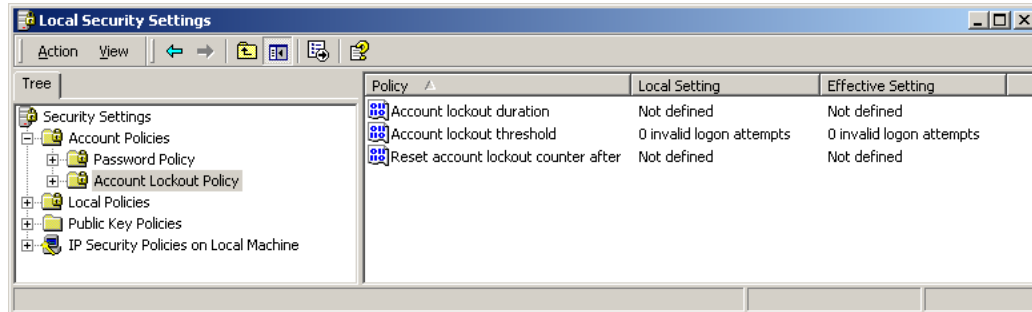 Local Security Settings
Action View
Tree
Policy Local Setting Effective Setting
Security Settings
Account Policies
Password Policy
Account Lockout Policy
Local Policies
Public Key Policies
IP Security Policies on Local Machine
Account lockout duration Not defined Not defined
Account lockout threshold 0 invalid logon attempts 0 invalid logon attempts
Reset account lockout counter after Not defined Not defined